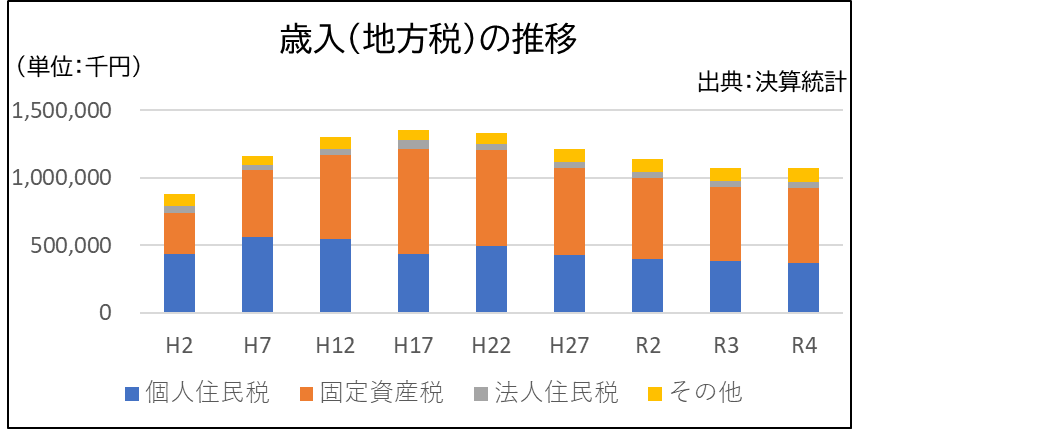 歳入（地方税）の推移
（単位：千円）
出典：決算統計
1,500,000
1,000,000
500,000
0
H2 H7 H12 H17 H22 H27 R2 R3 R4
個人住民税 固定資産税 法人住民税 その他